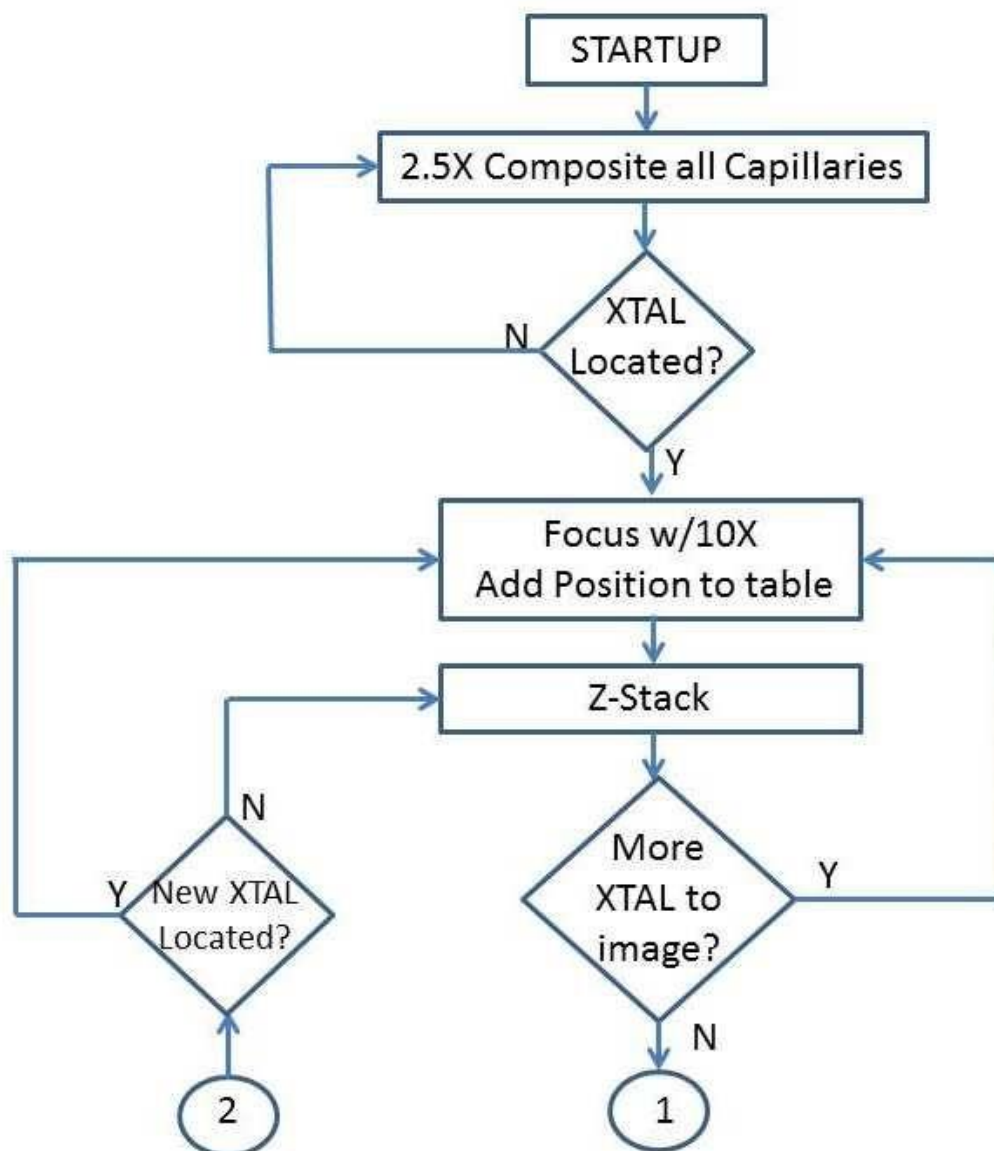 STARTUP
2.5X Composite all Capillaries
XTAL
Located?
N
Y
Focus w/10X
Add Position to table
Z-Stack
N
More
XTAL to
image?
Y
Y
New XTAL
Located?
N
2
1